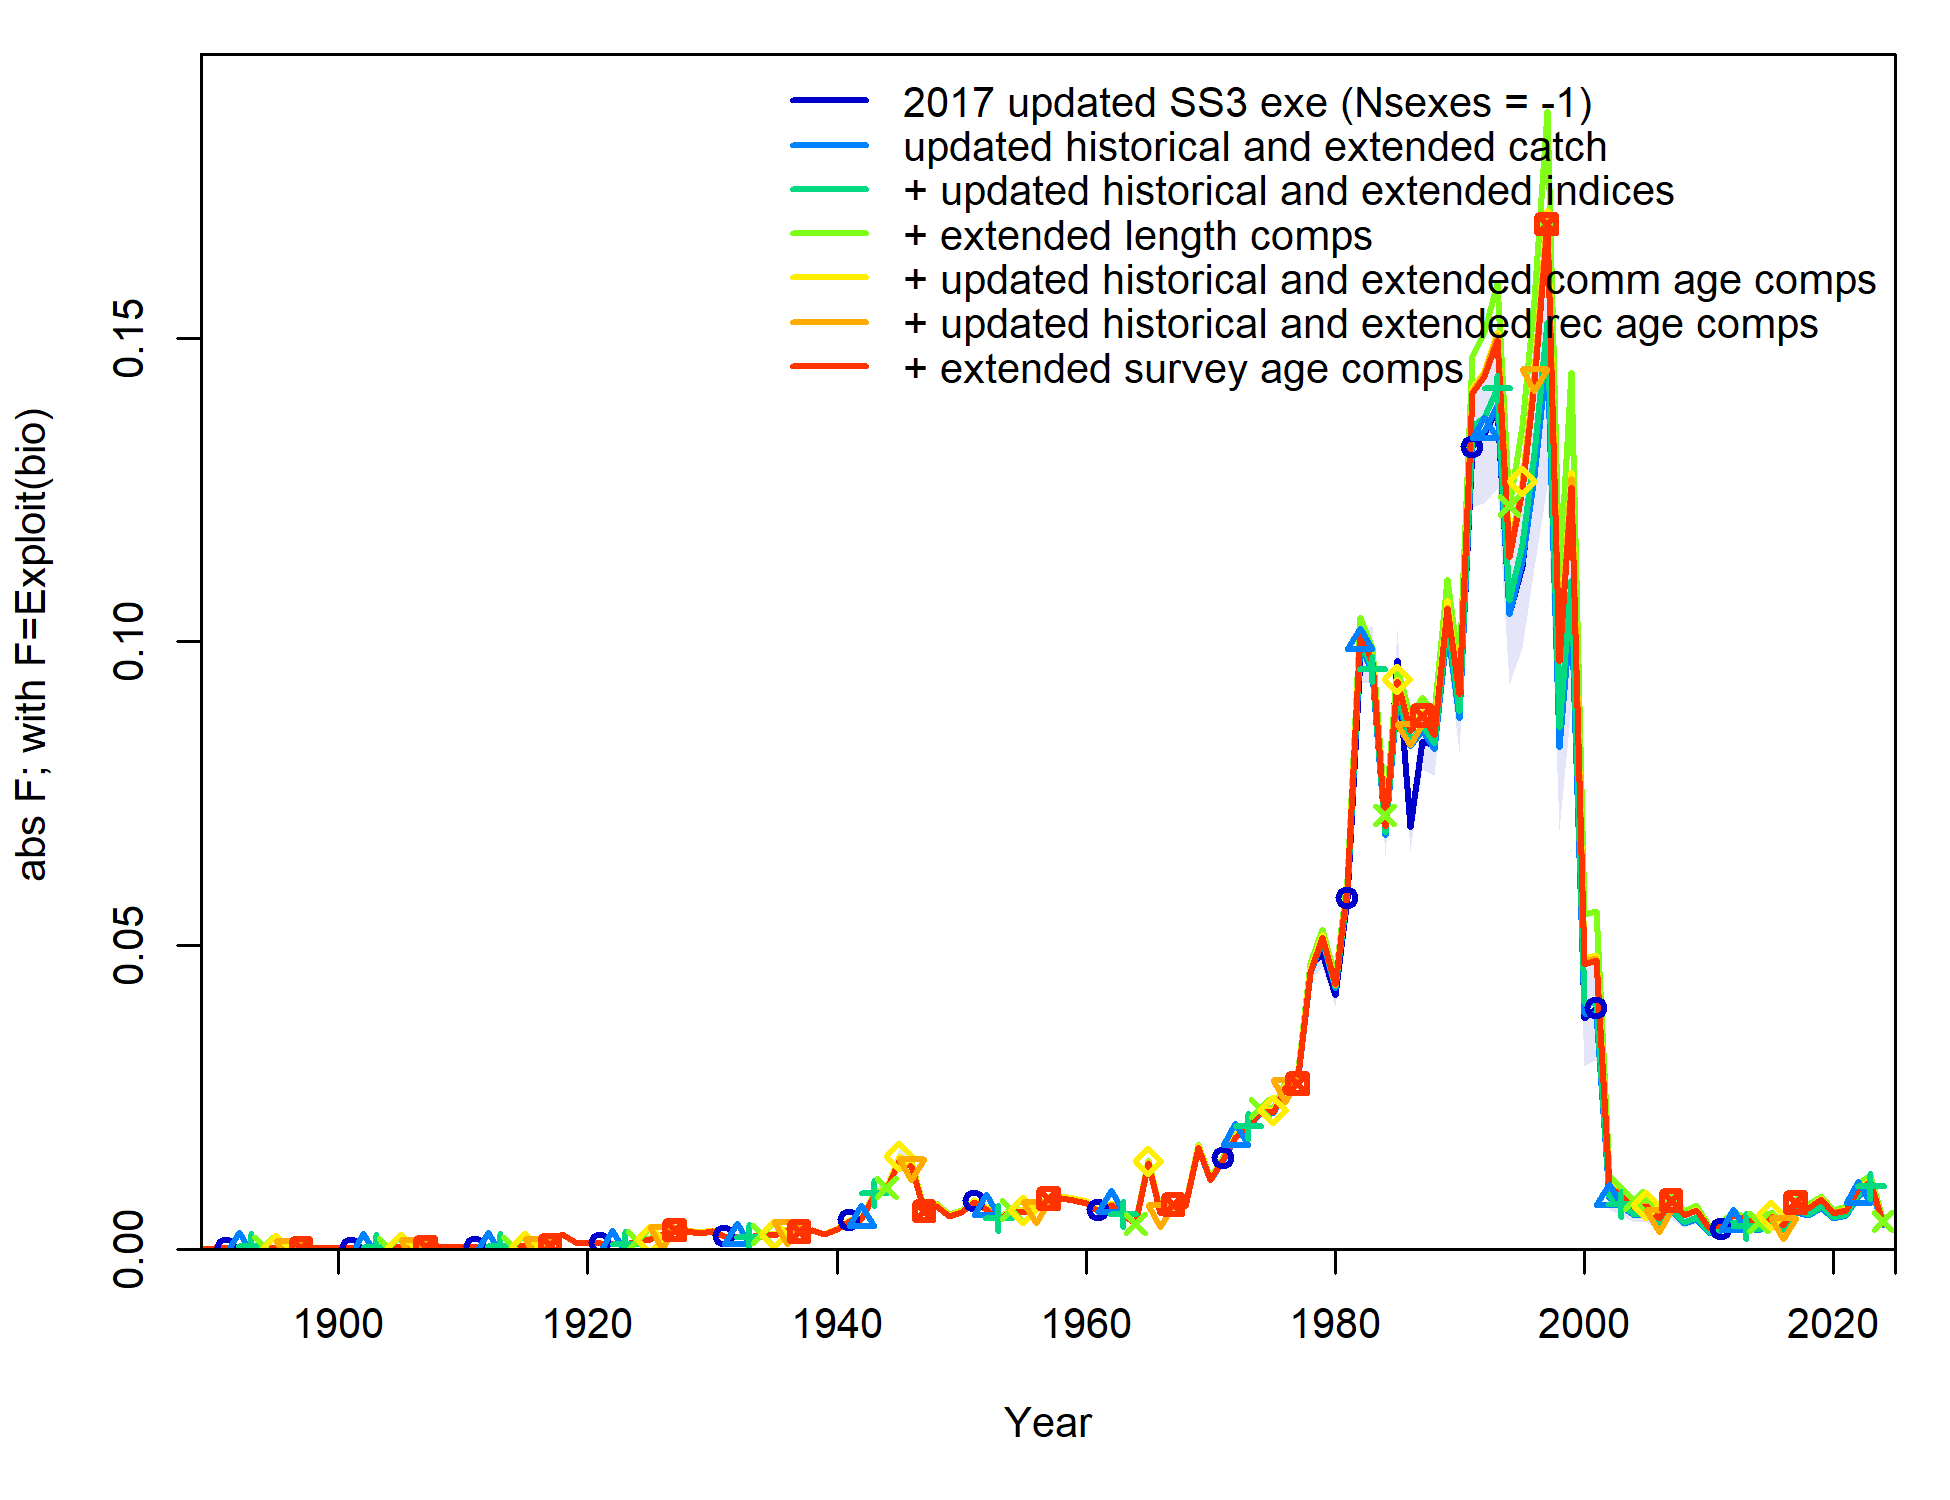 2017 updated SS3 exe (Nsexes = -1)
updated historical and extended catch
+ updated historical and extended indices
+ extended length comps
+ updated historical and extended comm age comps
+ updated historical and extended rec age comps
+ extended survey age comps
abs F; with F=Exploit(bio)
0.15
0.10
0.05
0.00
1900 1920 1940 1960 1980 2000 2020
Year